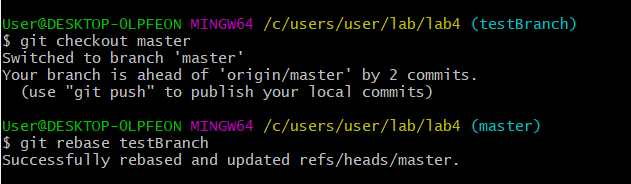 User@DESKTOP-OLPFEON MINGW64 /c/users/user/lab/lab4 (testBranch)
$ git checkout master
Switched to branch 'master'
Your branch is ahead of 'origin/master' by 2 commits.
  (use "git push" to publish your local commits)
User@DESKTOP-OLPFEON MINGW64 /c/users/user/lab/lab4 (master)
$ git rebase testBranch
Successfully rebased and updated refs/heads/master.